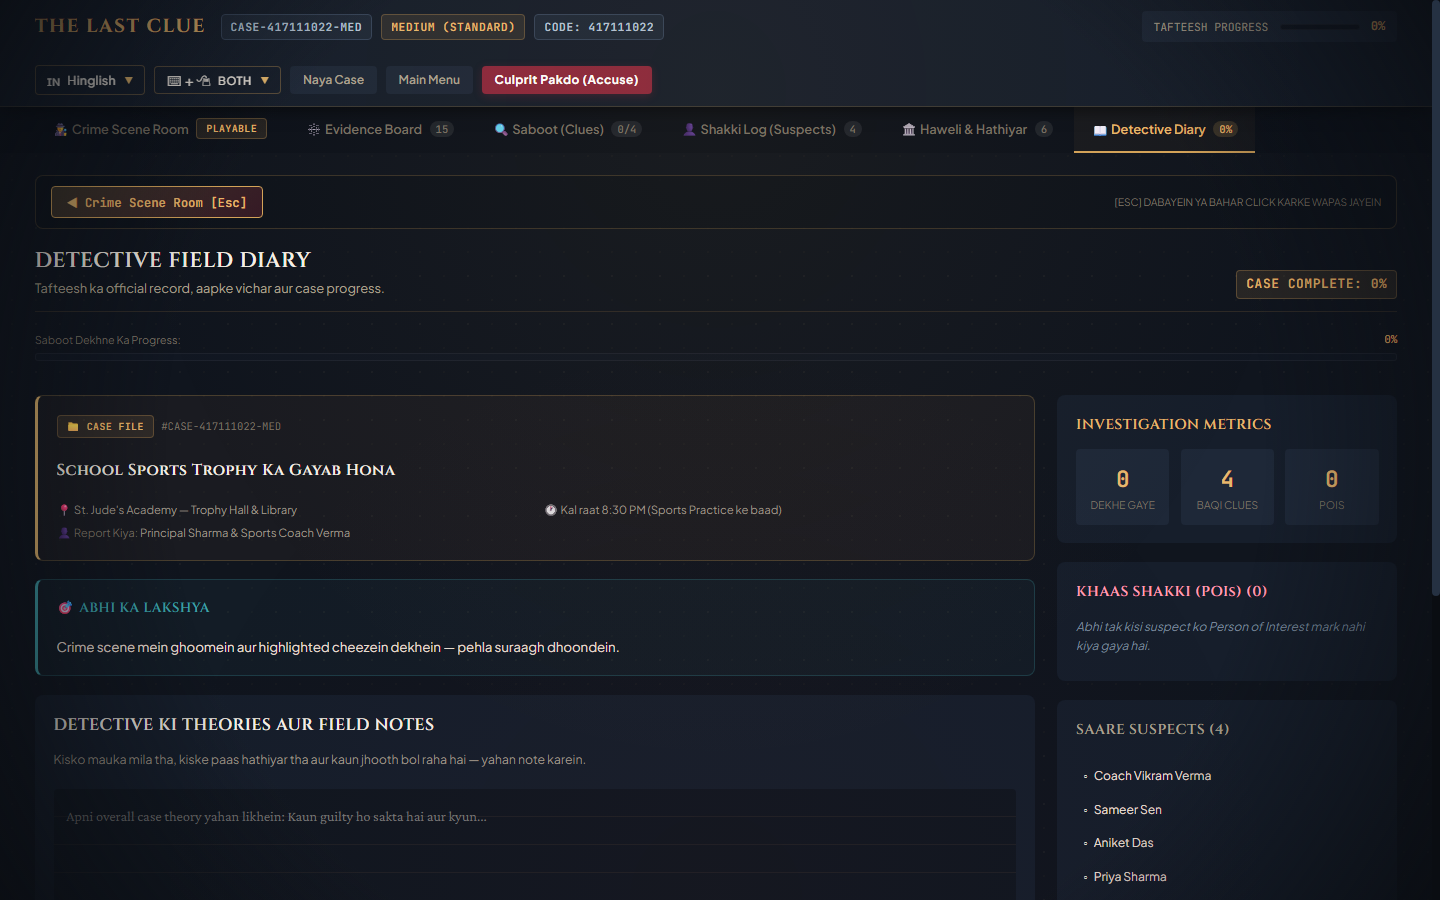 THE LAST CLUE
CASE-417111022-MED
MEDIUM (STANDARD)
CODE: 417111022
TAFTEESH PROGRESS
0%
IN Hinglish ▼
+ BOTH ▼
Naya Case
Main Menu
Culprit Pakdo (Accuse)
Crime Scene Room PLAYABLE
Evidence Board 15
Saboot (Clues) 0/4
Shakki Log (Suspects) 4
Haweli & Hathiyar 6
Detective Diary 0%
◀ Crime Scene Room [Esc]
[ESC] DABAYEIN YA BAHAR CLICK KARKE WAPAS JAYEIN
DETECTIVE FIELD DIARY
Tafteesh ka official record, aapke vichar aur case progress.
CASE COMPLETE: 0%
Saboot Dekhne Ka Progress:
0%
CASE FILE #CASE-417111022-MED
School Sports Trophy Ka Gayab Hona
St. Jude's Academy — Trophy Hall & Library
Kal raat 8:30 PM (Sports Practice ke baad)
Report Kiya: Principal Sharma & Sports Coach Verma
ABHI KA LAKSHYA
Crime scene mein ghoomein aur highlighted cheezein dekhein — pehla suraagh dhoondein.
DETECTIVE KI THEORIES AUR FIELD NOTES
Kisko mauka mila tha, kiske paas hathiyar tha aur kaun jhooth bol raha hai — yahan note karein.
Apni overall case theory yahan likhein: Kaun guilty ho sakta hai aur kyun...
INVESTIGATION METRICS
0
DEKHE GAYE
4
BAQI CLUES
0
POIS
KHAAS SHAKKI (POIs) (0)
Abhi tak kisi suspect ko Person of Interest mark nahi
kiya gaya hai.
SAARE SUSPECTS (4)
Coach Vikram Verma
Sameer Sen
Aniket Das
Priya Sharma